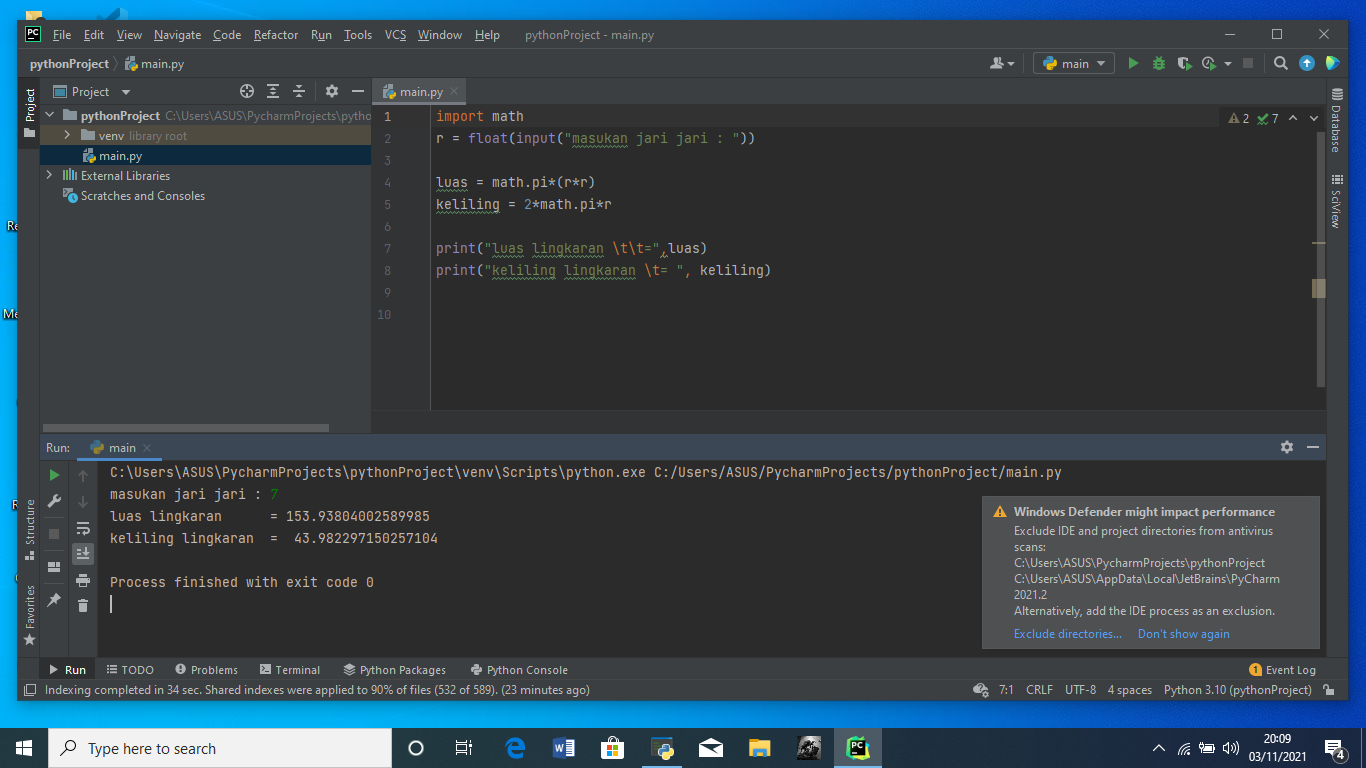 File Edit View Navigate Code Refactor Run Tools VCS Window Help pythonProject - main.py
pythonProject main.py main
Project
Project
pythonProject C:\Users\ASUS\PycharmProjects\pytho
venv library root
main.py
External Libraries
Scratches and Consoles
main.py
2 7
1 import math
2 r = float(input("masukan jari jari : "))
3
4 luas = math.pi*(r*r)
5 keliling = 2*math.pi*r
6
7 print("luas lingkaran \t\t=",luas)
8 print("keliling lingkaran \t= ", keliling)
9
10
Database
SciView
Run: main
C:\Users\ASUS\PycharmProjects\pythonProject\venv\Scripts\python.exe C:/Users/ASUS/PycharmProjects/pythonProject/main.py
masukan jari jari : 7
luas lingkaran = 153.93804002589985
keliling lingkaran = 43.982297150257104
Process finished with exit code 0
Structure
Favorites
Windows Defender might impact performance
Exclude IDE and project directories from antivirus
scans:
C:\Users\ASUS\PycharmProjects\pythonProject
C:\Users\ASUS\AppData\Local\JetBrains\PyCharm
2021.2
Alternatively, add the IDE process as an exclusion.
Exclude directories... Don't show again
Run TODO Problems Terminal Python Packages Python Console 1 Event Log
Indexing completed in 34 sec. Shared indexes were applied to 90% of files (532 of 589). (23 minutes ago) 7:1 CRLF UTF-8 4 spaces Python 3.10 (pythonProject)
Type here to search
20:09
03/11/2021
4